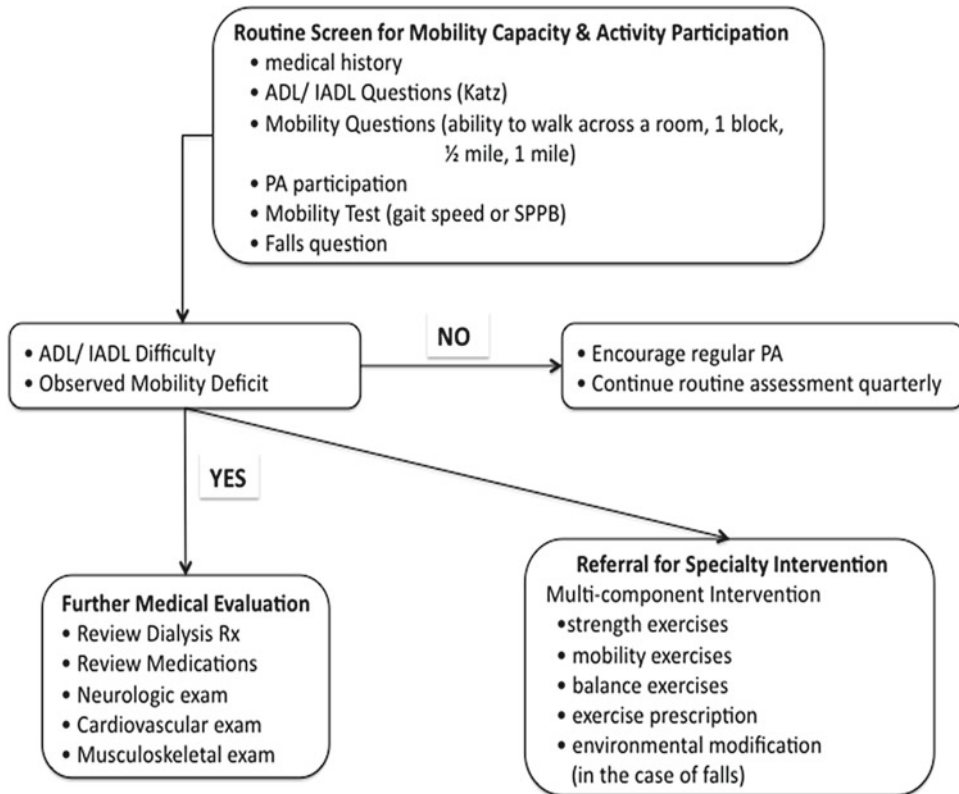 Routine Screen for Mobility Capacity & Activity Participation
• medical history
• ADL/ IADL Questions (Katz)
• Mobility Questions (ability to walk across a room, 1 block,
½ mile, 1 mile)
• PA participation
• Mobility Test (gait speed or SPPB)
• Falls question
• ADL/ IADL Difficulty
• Observed Mobility Deficit
NO
• Encourage regular PA
• Continue routine assessment quarterly
YES
Further Medical Evaluation
• Review Dialysis Rx
• Review Medications
• Neurologic exam
• Cardiovascular exam
• Musculoskeletal exam
Referral for Specialty Intervention
Multi-component Intervention
•strength exercises
• mobility exercises
• balance exercises
• exercise prescription
• environmental modification
(in the case of falls)